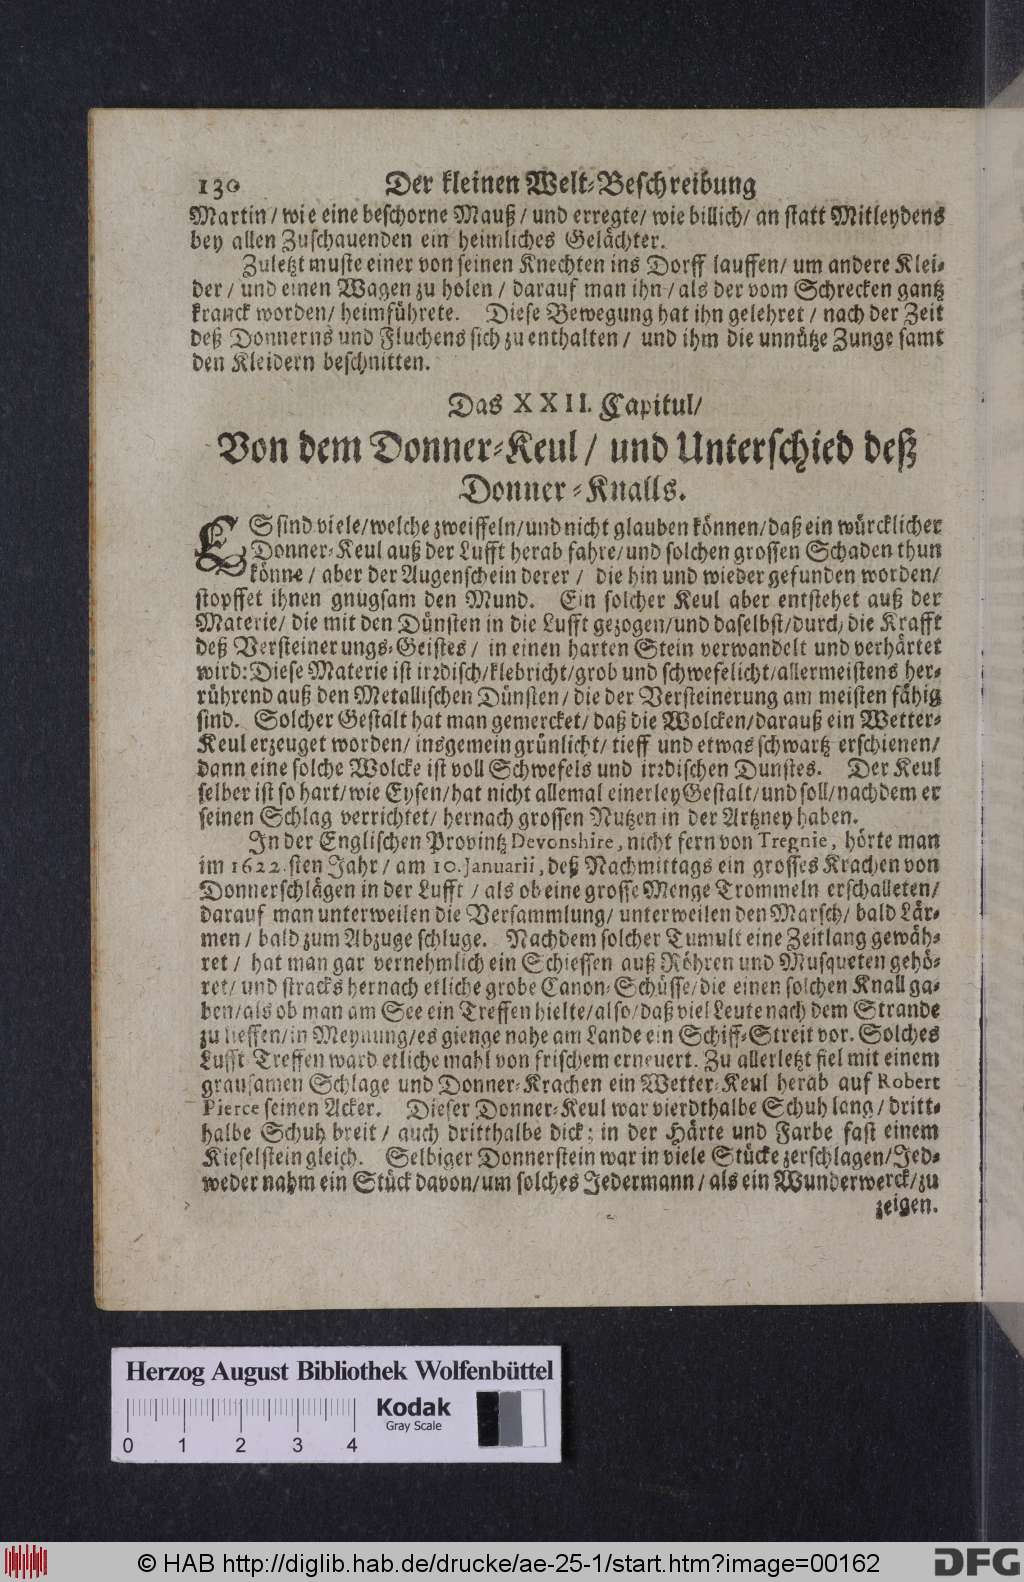 130 Der kleinen Welt-Beschreibung
Martin / wie eine beschorne Mauß / und erregte / wie billich / an statt Mitleydens
bey allen Zuschauenden ein heimliches Gelächter.
Zuletzt muste einer von seinen Knechten ins Dorff lauffen / um andere Klei-
der / und einen Wagen zu holen / darauf man ihn / als der vom Schrecken gantz
kranck worden / heimführete. Diese Bewegung hat ihn gelehret / nach der Zeit
deß Donnerns und Fluchens sich zu enthalten / und ihm die unnütze Zunge samt
den Kleidern beschnitten.
Das XXII. Capitul /
Von dem Donner-Keul / und Unterschied deß
Donner-Knalls.
ES sind viele / welche zweiffeln / und nicht glauben können / daß ein würcklicher
Donner-Keul auß der Lufft herab fahre / und solchen grossen Schaden thun
könne / aber der Augenschein derer / die hin und wieder gefunden worden /
stopffet ihnen gnugsam den Mund. Ein solcher Keul aber entstehet auß der
Materie / die mit den Dünsten in die Lufft gezogen / und daselbst / durch die Krafft
deß Versteinerungs-Geistes / in einen harten Stein verwandelt und verhärtet
wird: Diese Materie ist irrdisch / klebricht / grob und schwefelicht / allermeistens her-
rührend auß den Metallischen Dünsten / die der Versteinerung am meisten fähig
sind. Solcher Gestalt hat man gemercket / daß die Wolcken / darauß ein Wetter-
Keul erzeuget worden / insgemein grünlicht / tieff und etwas schwartz erschienen /
dann eine solche Wolcke ist voll Schwefels und irrdischen Dunstes. Der Keul
selber ist so hart / wie Eysen / hat nicht allemal einerley Gestalt / und soll / nachdem er
seinen Schlag verrichtet / hernach grossen Nutzen in der Artzney haben.
In der Englischen Provintz Devonshire, nicht fern von Tregnie, hörte man
im 1622.sten Jahr / am 10. Januarii, deß Nachmittags ein grosses Krachen von
Donnerschlägen in der Lufft / als ob eine grosse Menge Trommeln erschalleten /
darauf man unterweilen die Versammlung / unterweilen den Marsch / bald Lär-
men / bald zum Abzuge schluge. Nachdem solcher Tumult eine Zeitlang gewäh-
ret / hat man gar vernehmlich ein Schiessen auß Röhren und Musqueten gehö-
ret / und stracks hernach etliche grobe Canon-Schüsse / die einen solchen Knall ga-
ben / als ob man am See ein Treffen hielte / also / daß viel Leute nach dem Strande
zu lieffen / in Meynung / es gienge nahe am Lande ein Schiff-Streit vor. Solches
Lufft-Treffen ward etliche mahl von frischem erneuert. Zu allerletzt fiel mit einem
grausamen Schlage und Donner-Krachen ein Wetter-Keul herab auf Robert
Pierce seinen Acker. Dieser Donner-Keul war vierdthalbe Schuh lang / dritt-
halbe Schuh breit / auch dritthalbe dick; in der Härte und Farbe fast einem
Kieselstein gleich. Selbiger Donnerstein war in viele Stücke zerschlagen / Jed-
weder nahm ein Stück davon / um solches Jedermann / als ein Wunderwerck / zu
zeigen.
Herzog August Bibliothek Wolfenbüttel
Kodak
Gray Scale
0 1 2 3 4
© HAB http://diglib.hab.de/drucke/ae-25-1/start.htm?image=00162
DFG